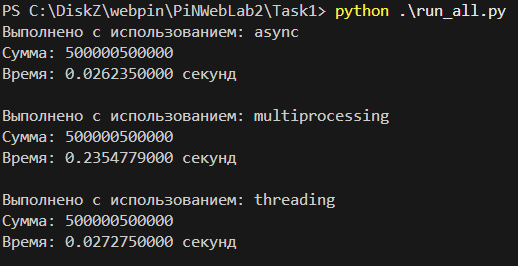 PS C:\DiskZ\webpin\PiNWebLab2\Task1> python .\run_all.py
Выполнено с использованием: async
Сумма: 500000500000
Время: 0.0262350000 секунд
Выполнено с использованием: multiprocessing
Сумма: 500000500000
Время: 0.2354779000 секунд
Выполнено с использованием: threading
Сумма: 500000500000
Время: 0.0272750000 секунд